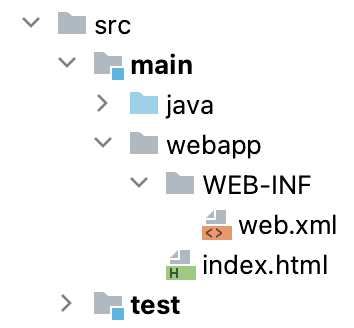 src
main
java
webapp
WEB-INF
web.xml
index.html
test